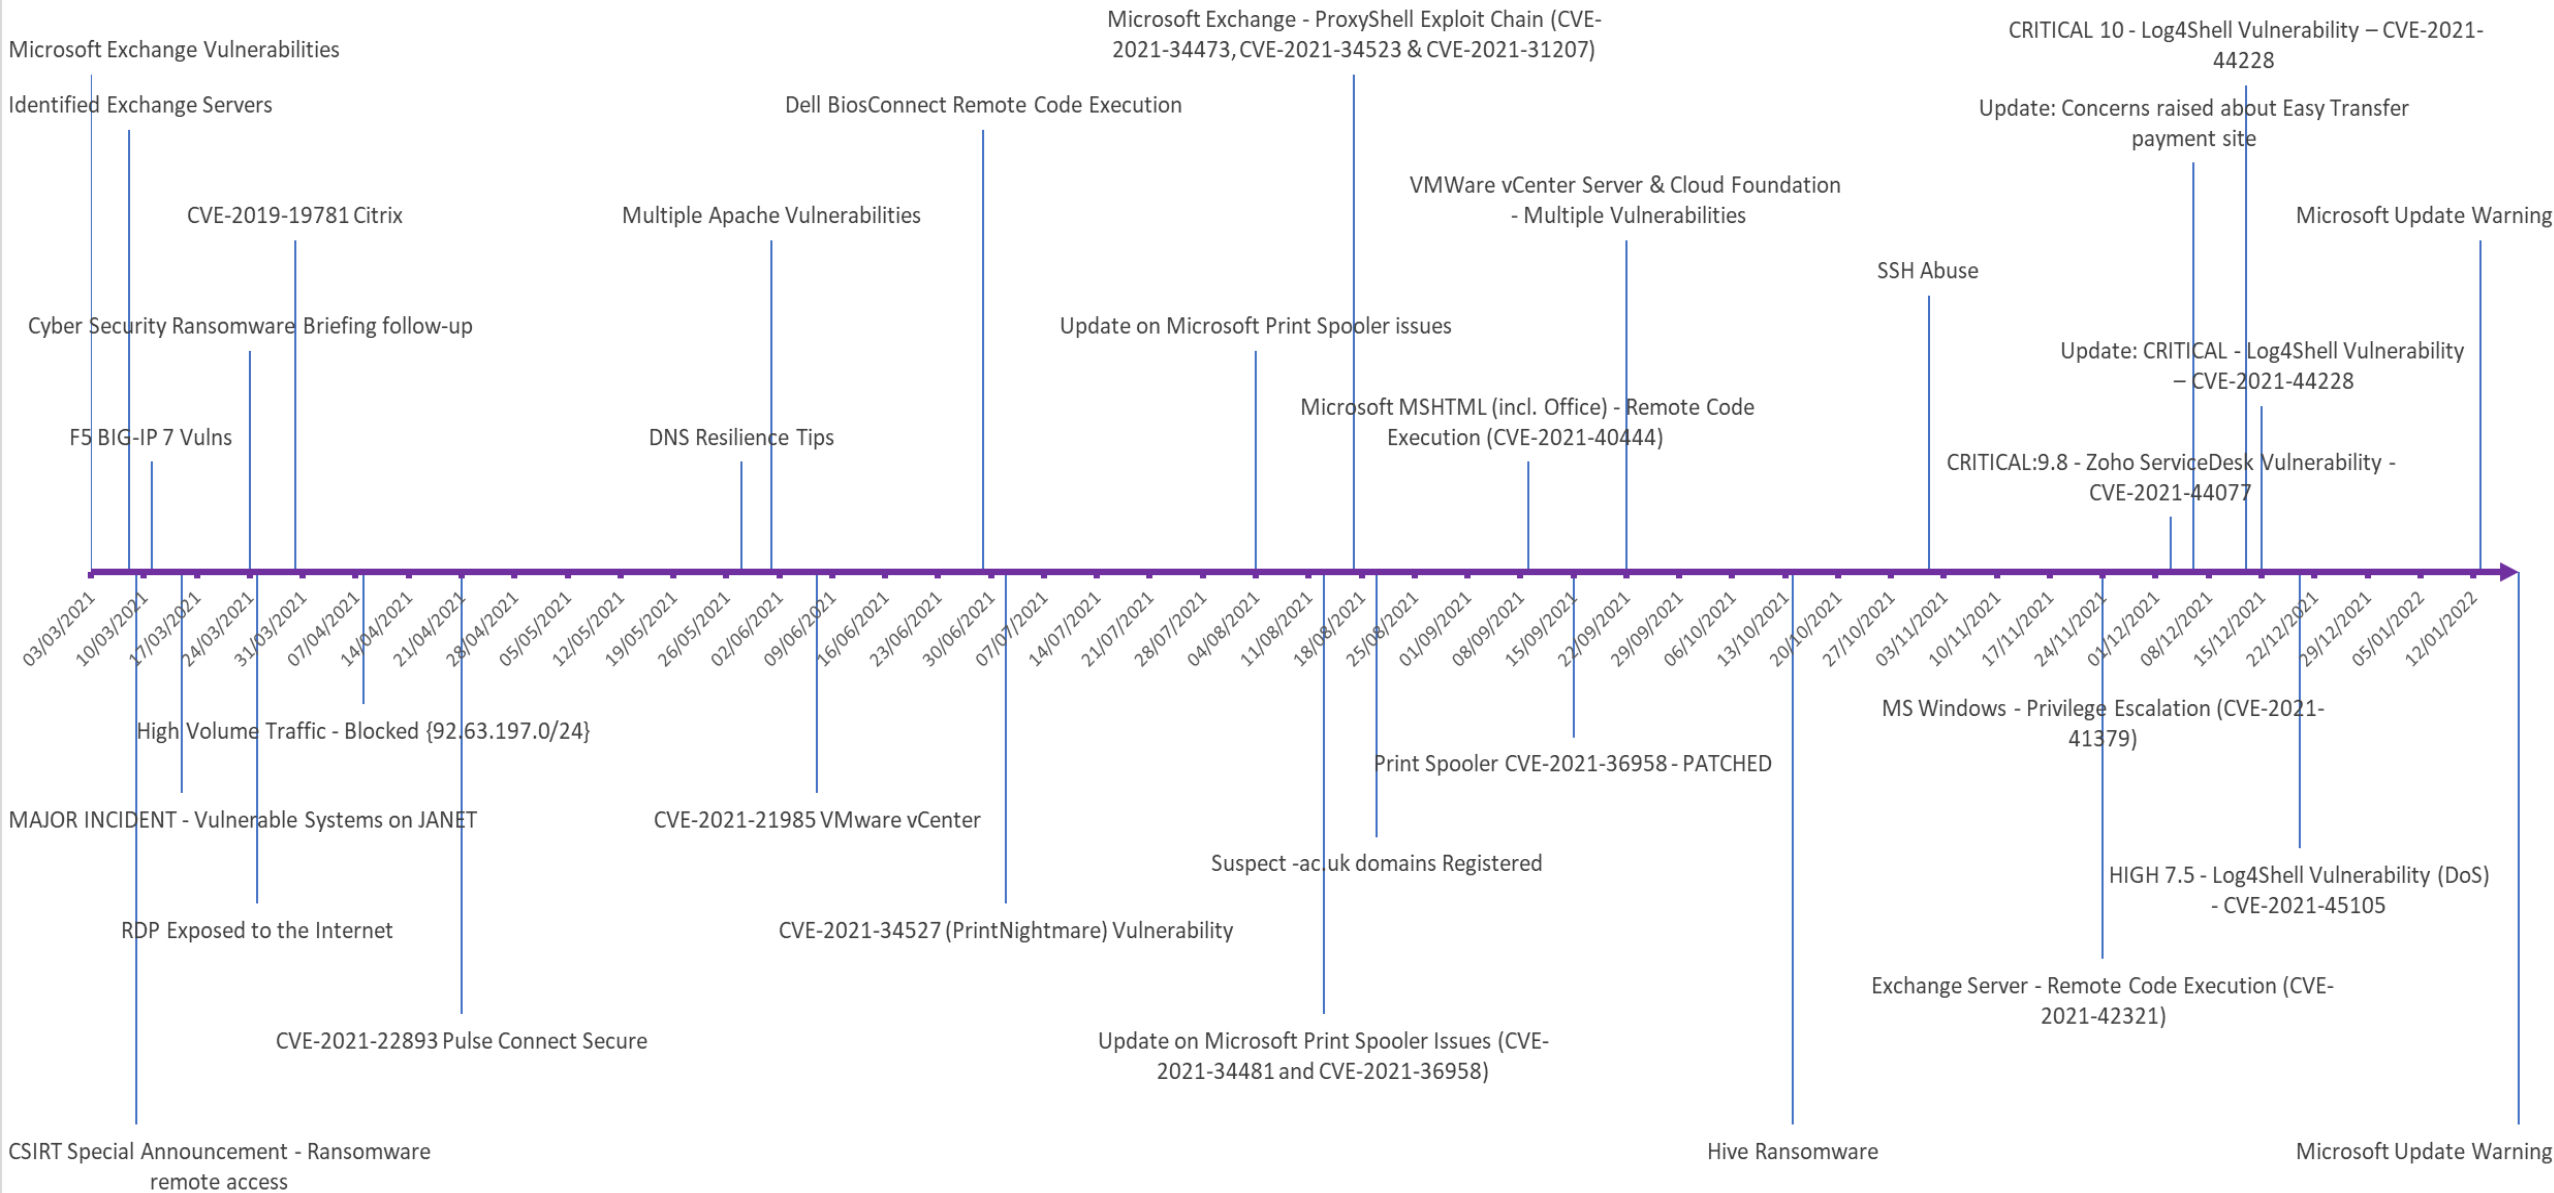 Microsoft Exchange - ProxyShell Exploit Chain (CVE-
2021-34473, CVE-2021-34523 & CVE-2021-31207)
CRITICAL 10 - Log4Shell Vulnerability – CVE-2021-
44228
Microsoft Exchange Vulnerabilities
Identified Exchange Servers
Dell BiosConnect Remote Code Execution
Update: Concerns raised about Easy Transfer
payment site
VMWare vCenter Server & Cloud Foundation
- Multiple Vulnerabilities
CVE-2019-19781 Citrix
Multiple Apache Vulnerabilities
Microsoft Update Warning
SSH Abuse
Cyber Security Ransomware Briefing follow-up
Update on Microsoft Print Spooler issues
Update: CRITICAL - Log4Shell Vulnerability
– CVE-2021-44228
Microsoft MSHTML (incl. Office) - Remote Code
Execution (CVE-2021-40444)
F5 BIG-IP 7 Vulns
DNS Resilience Tips
CRITICAL:9.8 - Zoho ServiceDesk Vulnerability -
CVE-2021-44077
03/03/2021
10/03/2021
17/03/2021
24/03/2021
31/03/2021
07/04/2021
14/04/2021
21/04/2021
28/04/2021
05/05/2021
12/05/2021
19/05/2021
26/05/2021
02/06/2021
09/06/2021
16/06/2021
23/06/2021
30/06/2021
07/07/2021
14/07/2021
21/07/2021
28/07/2021
04/08/2021
11/08/2021
18/08/2021
25/08/2021
01/09/2021
08/09/2021
15/09/2021
22/09/2021
29/09/2021
06/10/2021
13/10/2021
20/10/2021
27/10/2021
03/11/2021
10/11/2021
17/11/2021
24/11/2021
01/12/2021
08/12/2021
15/12/2021
22/12/2021
29/12/2021
05/01/2022
12/01/2022
High Volume Traffic - Blocked {92.63.197.0/24}
MS Windows - Privilege Escalation (CVE-2021-
41379)
Print Spooler CVE-2021-36958 - PATCHED
MAJOR INCIDENT - Vulnerable Systems on JANET
CVE-2021-21985 VMware vCenter
Suspect -ac.uk domains Registered
HIGH 7.5 - Log4Shell Vulnerability (DoS)
- CVE-2021-45105
RDP Exposed to the Internet
CVE-2021-34527 (PrintNightmare) Vulnerability
Exchange Server - Remote Code Execution (CVE-
2021-42321)
CVE-2021-22893 Pulse Connect Secure
Update on Microsoft Print Spooler Issues (CVE-
2021-34481 and CVE-2021-36958)
CSIRT Special Announcement - Ransomware
remote access
Hive Ransomware
Microsoft Update Warning